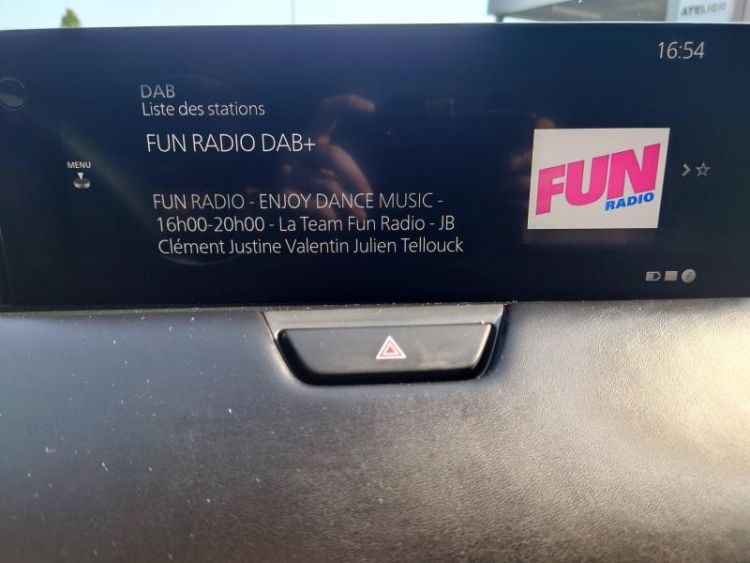 ATELIER
16:54
DAB
Liste des stations
FUN RADIO DAB+
MENU
FUN RADIO - ENJOY DANCE MUSIC -
16h00-20h00 - La Team Fun Radio - JB
Clément Justine Valentin Julien Tellouck
FUN
RADIO